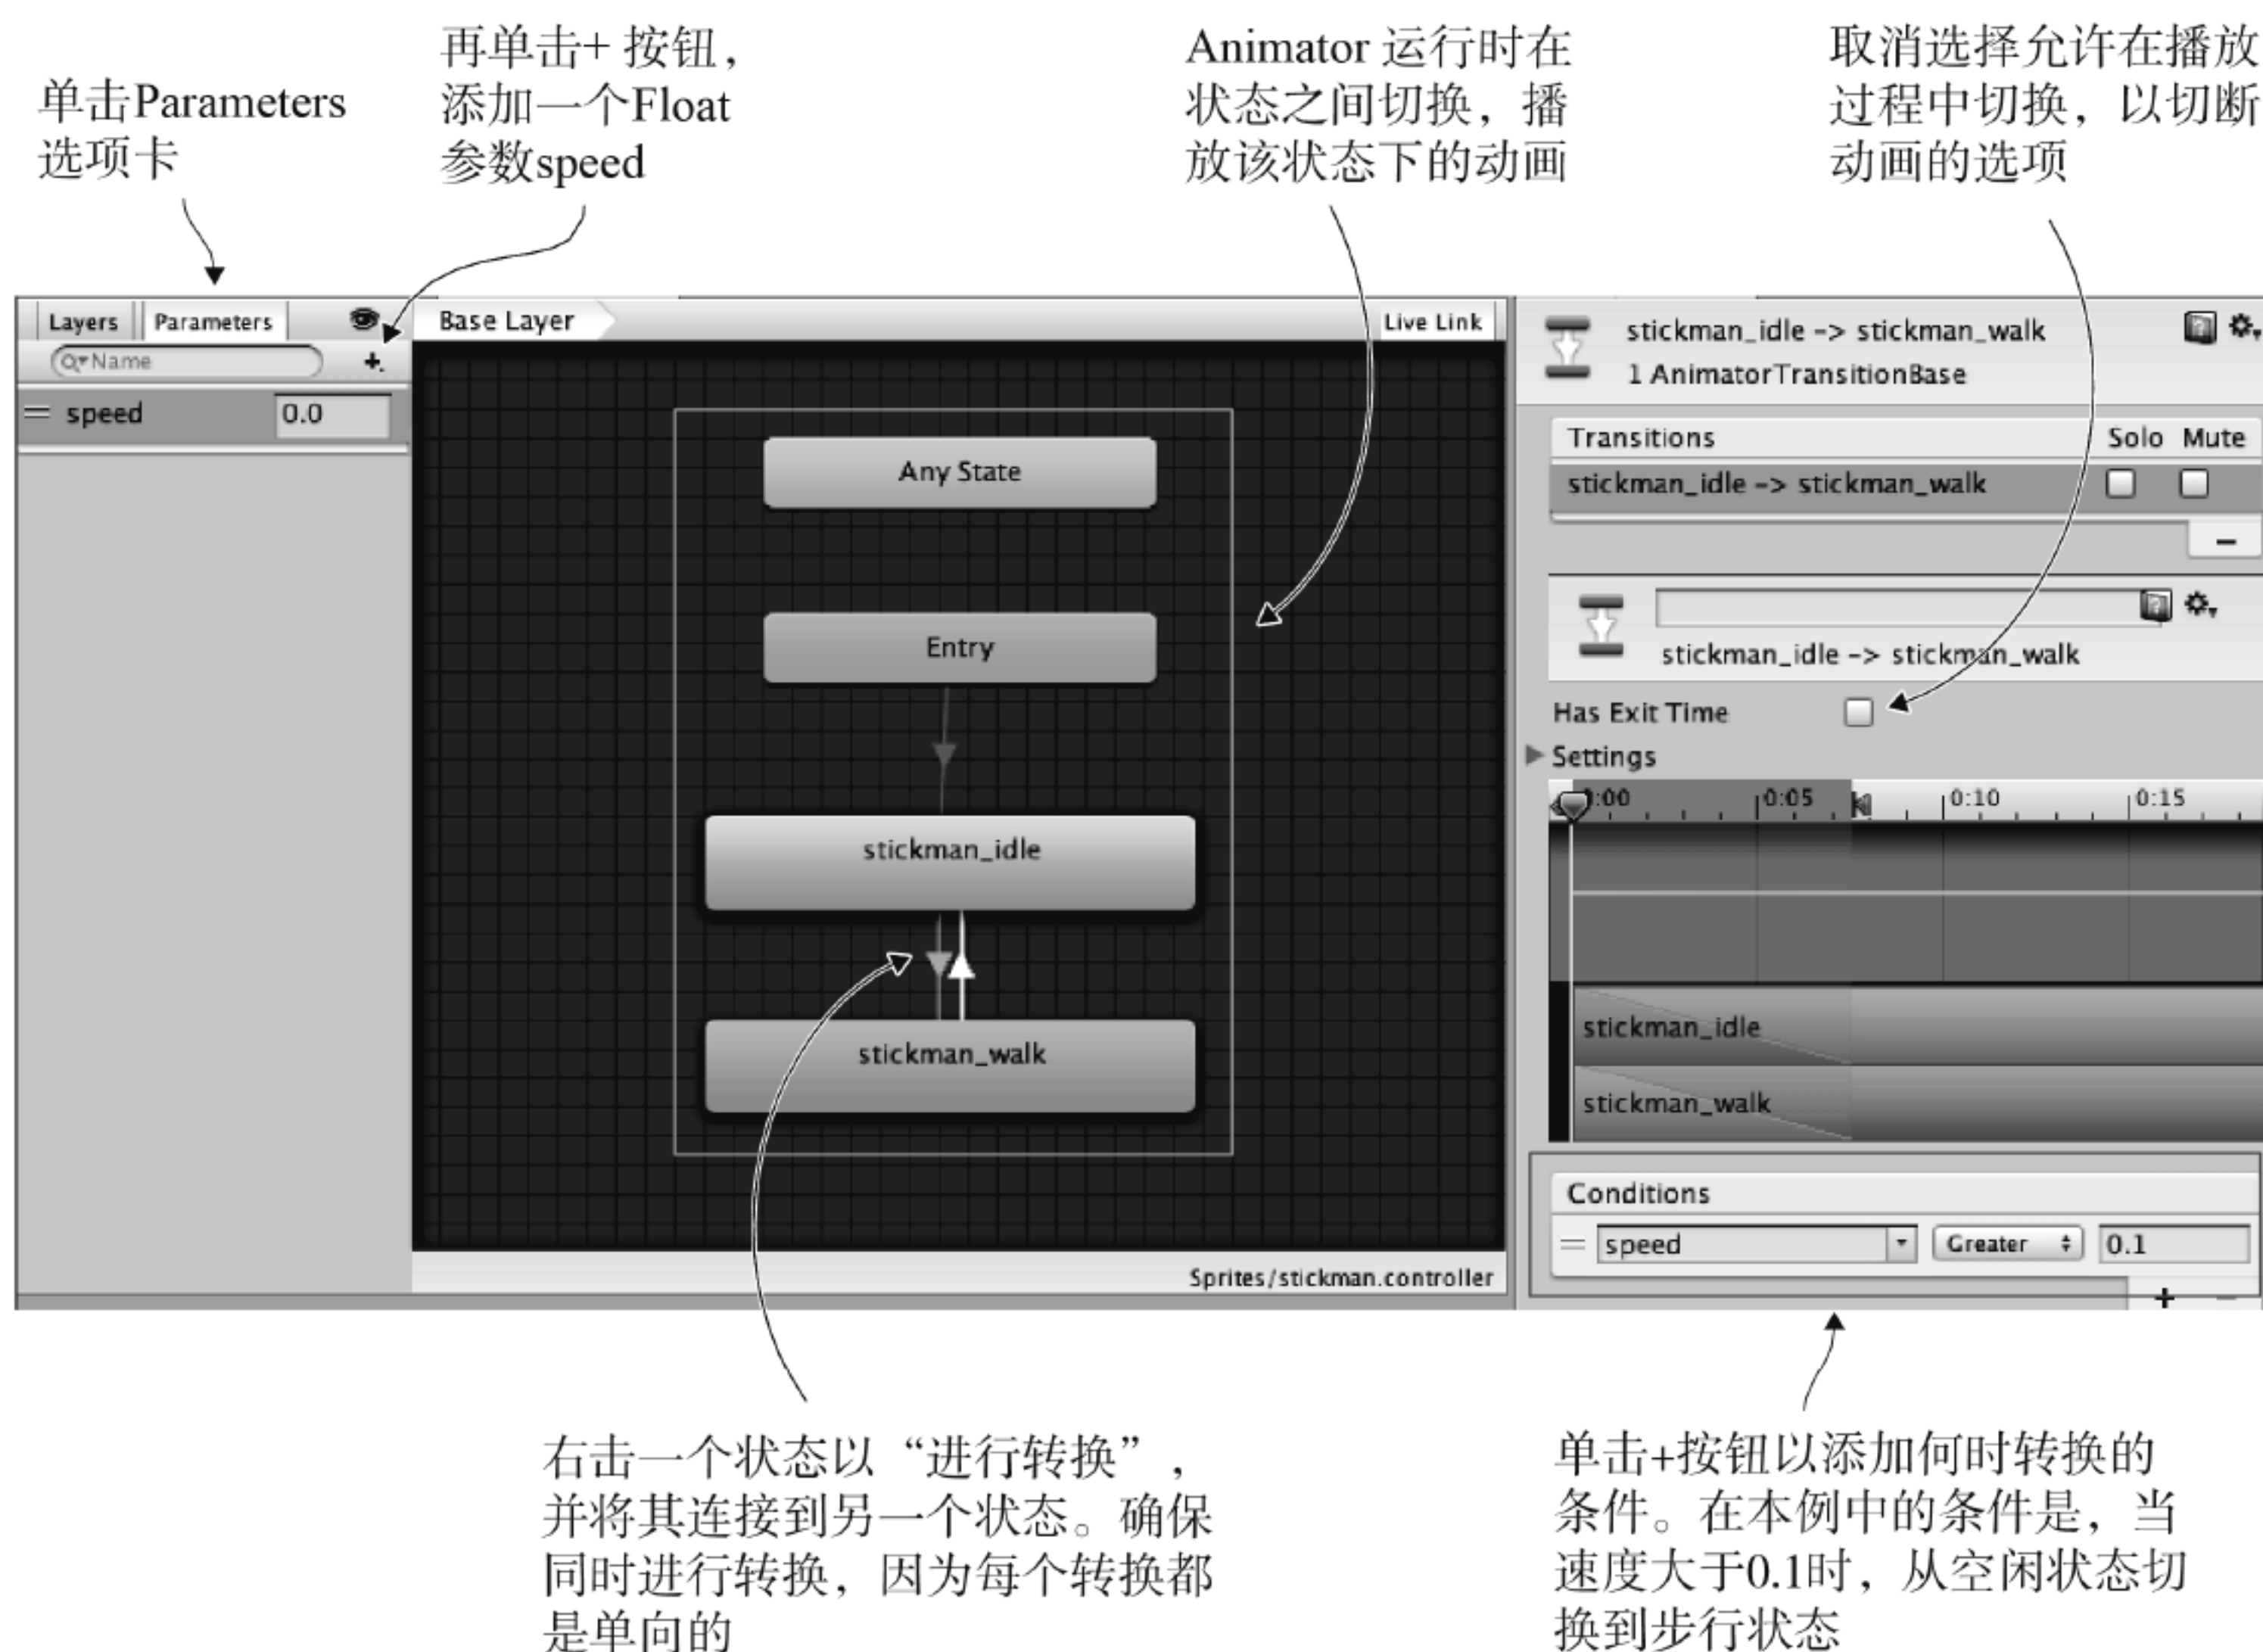 单击Parameters
选项卡
再单击+ 按钮，
添加一个Float
参数speed
Animator 运行时在
状态之间切换，播
放该状态下的动画
取消选择允许在播放
过程中切换，以切断
动画的选项
Layers
Parameters
Name
speed
0.0
Base Layer
Live Link
Any State
Entry
stickman_idle
stickman_walk
Sprites/stickman.controller
stickman_idle -> stickman_walk
1 AnimatorTransitionBase
Transitions Solo Mute
stickman_idle -> stickman_walk
stickman_idle -> stickman_walk
Has Exit Time
Settings
0:00 0:05 0:10 0:15
stickman_idle
stickman_walk
Conditions
speed Greater 0.1
右击一个状态以“进行转换”，
并将其连接到另一个状态。确保
同时进行转换，因为每个转换都
是单向的
单击+按钮以添加何时转换的
条件。在本例中的条件是，当
速度大于0.1时，从空闲状态切
换到步行状态